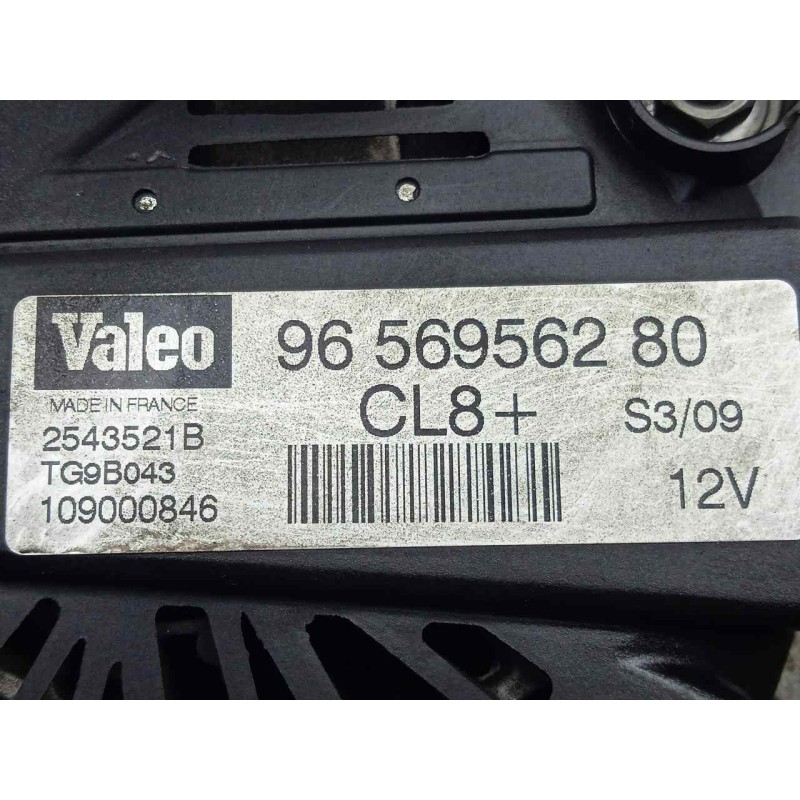 Valeo
96 569562 80
MADE IN FRANCE
CL8+
S3/09
2543521B
TG9B043
12V
109000846